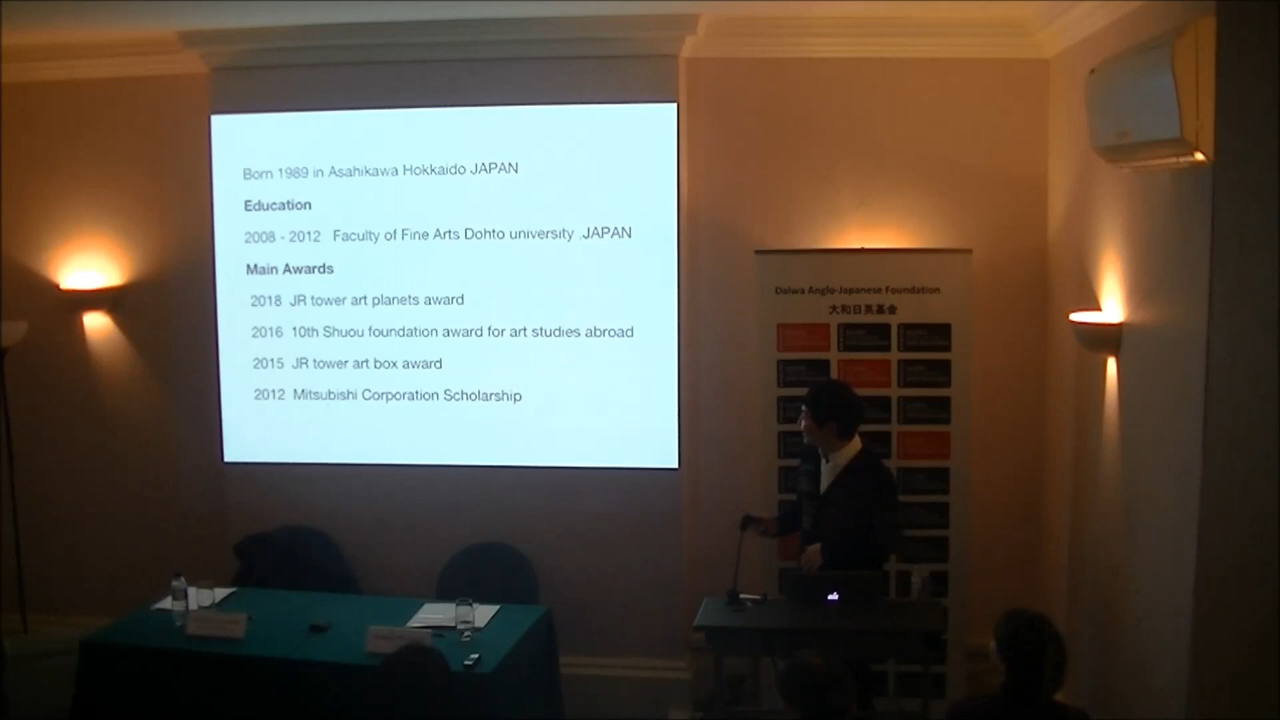 Born 1989 in Asahikawa Hokkaido JAPAN
Education
2008 - 2012 Faculty of Fine Arts Dohto university .JAPAN
Main Awards
2018 JR tower art planets award
2016 10th Shuou foundation award for art studies abroad
2015 JR tower art box award
2012 Mitsubishi Corporation Scholarship
Daiwa Anglo-Japanese Foundation
大和日英基金